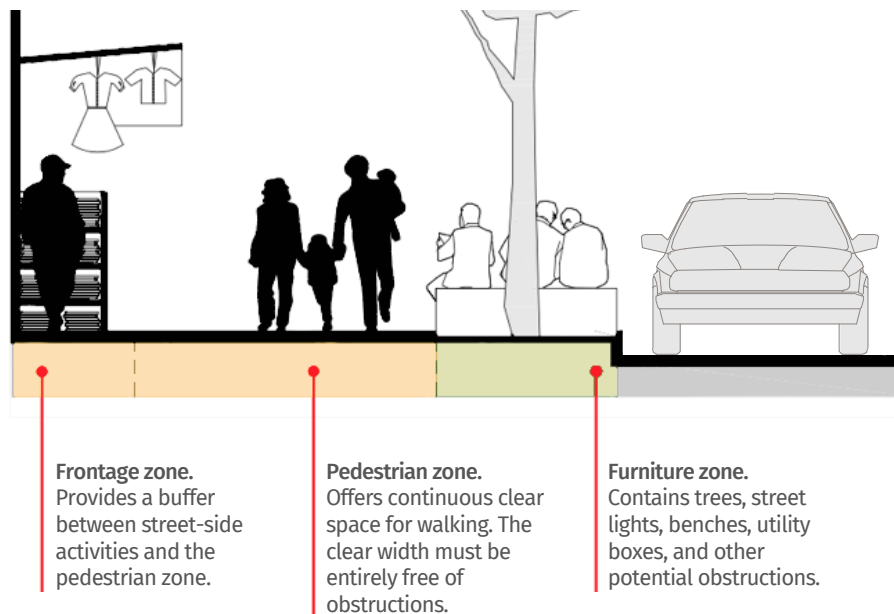 Frontage zone.
Provides a buffer
between street-side
activities and the
pedestrian zone.
Pedestrian zone.
Offers continuous clear
space for walking. The
clear width must be
entirely free of
obstructions.
Furniture zone.
Contains trees, street
lights, benches, utility
boxes, and other
potential obstructions.